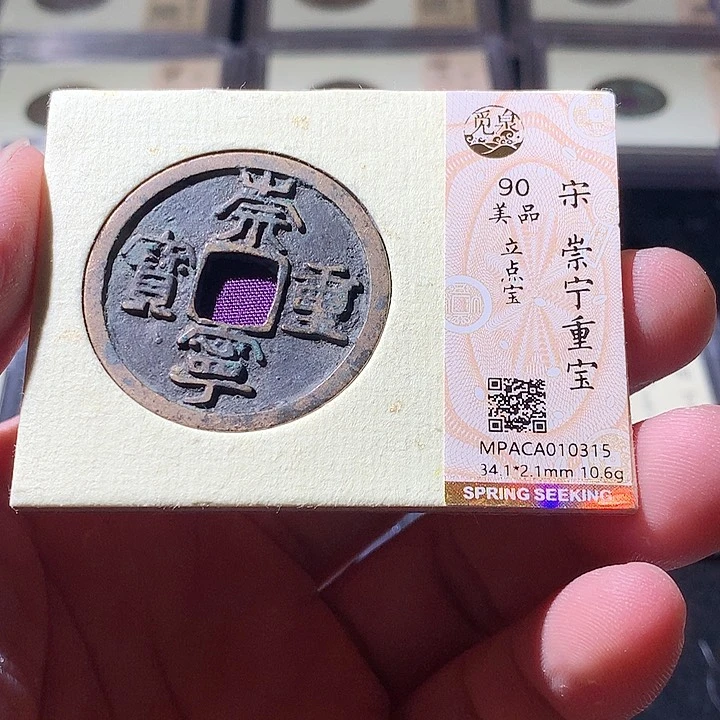 崇寧重寶
觅泉
宋 崇宁重宝
90
美品
立点宝
MPACA010315
34.1*2.1mm 10.6g
SPRING SEEKING